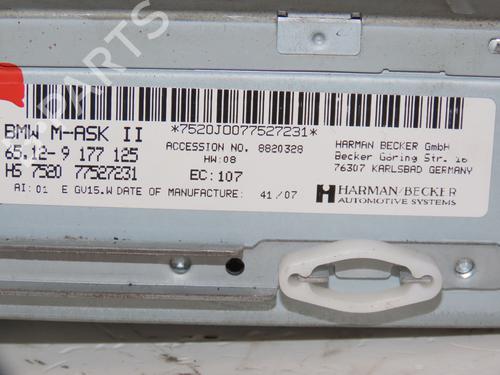 *7520J0077527231*
BMW M-ASK II
65.12-9 177 125
HS 7520 77527231
AI: 01 E GV15.W DATE OF MANUFACTURE: 41/07
ACCESSION NO. 8820328
HW: 08
EC: 107
HARMAN BECKER GmbH
Becker Göring Str. 16
76307 KARLSBAD GERMANY
HARMAN/BECKER
AUTOMOTIVE SYSTEMS
PARTS